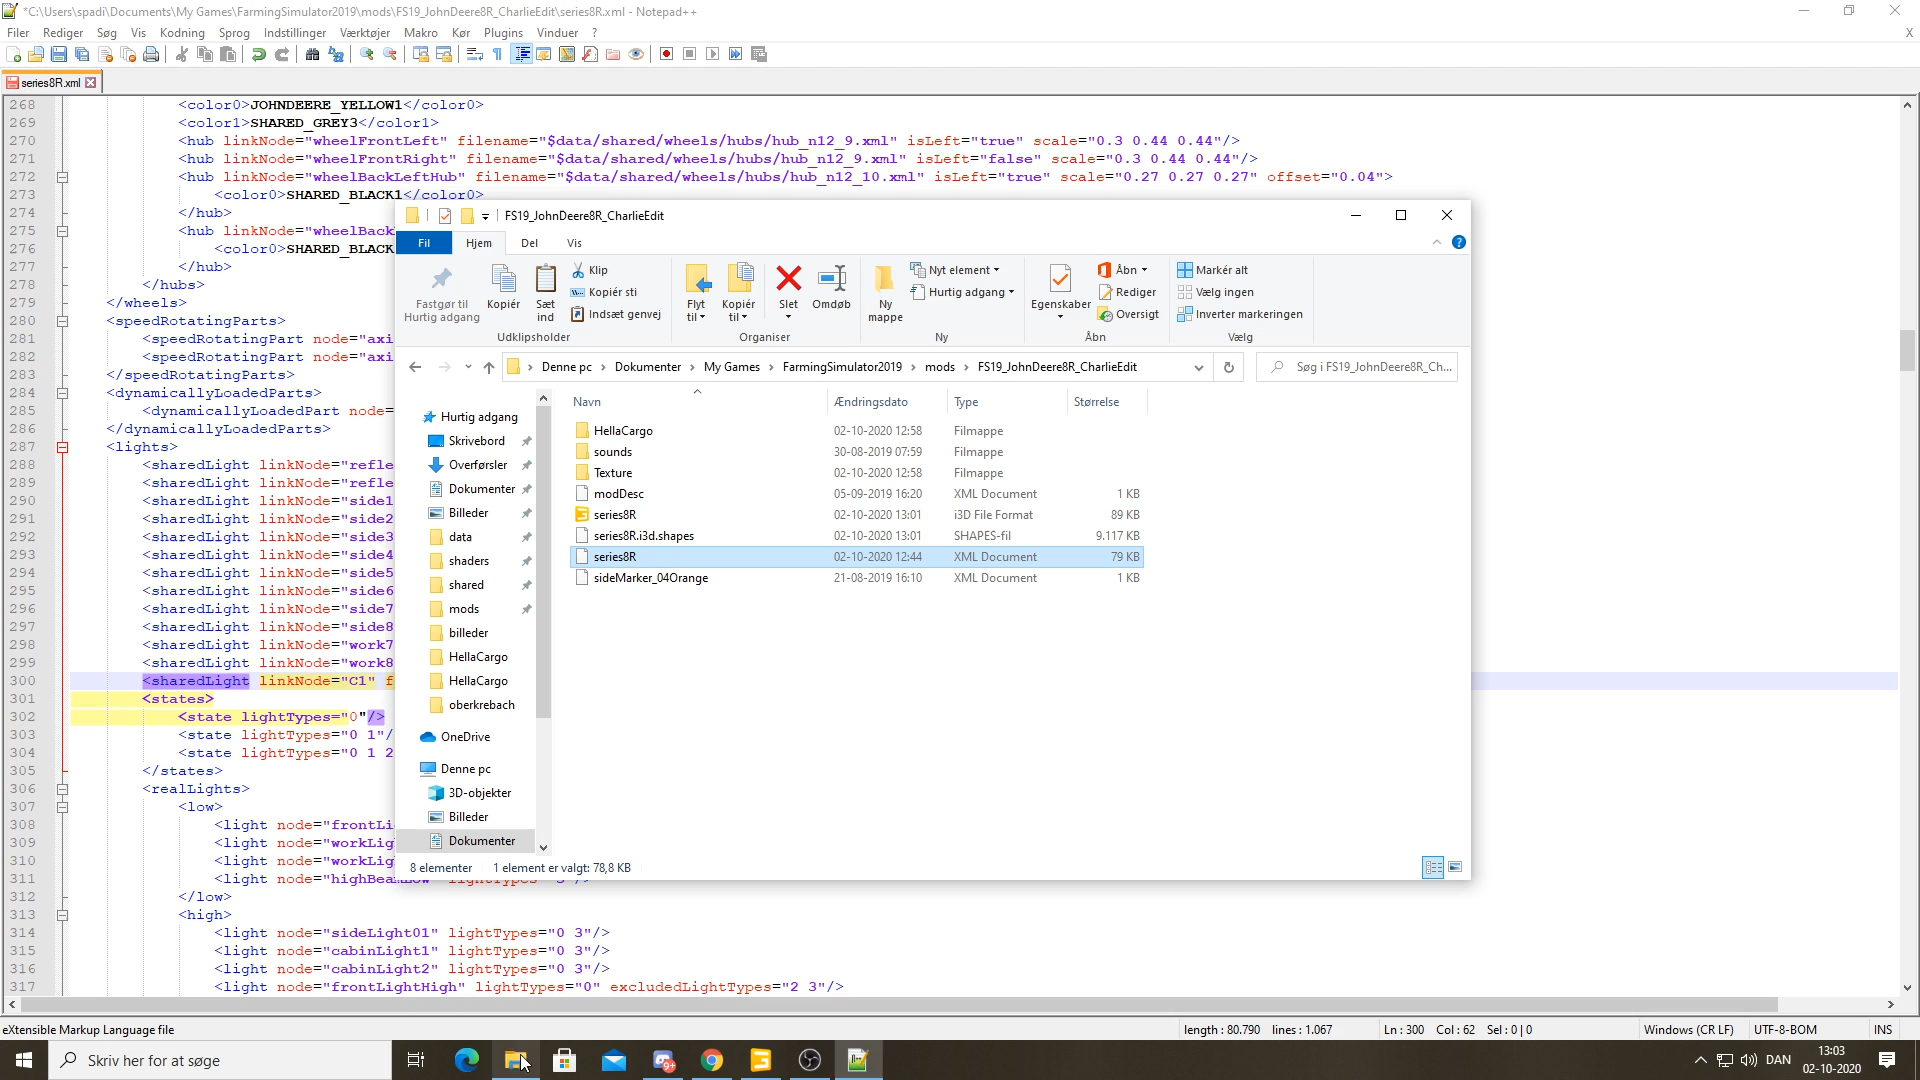 *C:\Users\spadi\Documents\My Games\FarmingSimulator2019\mods\FS19_JohnDeere8R_CharlieEdit\series8R.xml - Notepad++
Filer Rediger Søg Vis Kodning Sprog Indstillinger Værktøjer Makro Kør Plugins Vinduer ? X
series8R.xml
268 <color0>JOHNDEERE_YELLOW1</color0>
269 <color1>SHARED_GREY3</color1>
270 <hub linkNode="wheelFrontLeft" filename="$data/shared/wheels/hubs/hub_n12_9.xml" isLeft="true" scale="0.3 0.44 0.44"/>
271 <hub linkNode="wheelFrontRight" filename="$data/shared/wheels/hubs/hub_n12_9.xml" isLeft="false" scale="0.3 0.44 0.44"/>
272 <hub linkNode="wheelBackLeftHub" filename="$data/shared/wheels/hubs/hub_n12_10.xml" isLeft="true" scale="0.27 0.27 0.27" offset="0.04">
273 <color0>SHARED_BLACK1</color0>
274 </hub>
275 <hub linkNode="wheelBack
276 <color0>SHARED_BLACK
277 </hub>
278 </hubs>
279 </wheels>
280 <speedRotatingParts>
281 <speedRotatingPart node="axi
282 <speedRotatingPart node="axi
283 </speedRotatingParts>
284 <dynamicallyLoadedParts>
285 <dynamicallyLoadedPart node=
286 </dynamicallyLoadedParts>
287 <lights>
288 <sharedLight linkNode="refle
289 <sharedLight linkNode="refle
290 <sharedLight linkNode="side1
291 <sharedLight linkNode="side2
292 <sharedLight linkNode="side3
293 <sharedLight linkNode="side4
294 <sharedLight linkNode="side5
295 <sharedLight linkNode="side6
296 <sharedLight linkNode="side7
297 <sharedLight linkNode="side8
298 <sharedLight linkNode="work7
299 <sharedLight linkNode="work8
300 <sharedLight linkNode="C1" f
301 <states>
302 <state lightTypes="0"/>
303 <state lightTypes="0 1"/
304 <state lightTypes="0 1 2
305 </states>
306 <realLights>
307 <low>
308 <light node="frontLi
309 <light node="workLig
310 <light node="workLig
311 <light node="highBeamLow" lightTypes="3"/>
312 </low>
313 <high>
314 <light node="sideLight01" lightTypes="0 3"/>
315 <light node="cabinLight1" lightTypes="0 3"/>
316 <light node="cabinLight2" lightTypes="0 3"/>
317 <light node="frontLightHigh" lightTypes="0" excludedLightTypes="2 3"/>
FS19_JohnDeere8R_CharlieEdit
Fil Hjem Del Vis
Fastgør til Hurtig adgang
Kopiér
Sæt ind
Klip
Kopiér sti
Indsæt genvej
Udklipsholder
Flyt til
Kopiér til
Slet
Omdøb
Organiser
Ny mappe
Nyt element
Hurtig adgang
Ny
Egenskaber
Åbn
Rediger
Oversigt
Åbn
Markér alt
Vælg ingen
Inverter markeringen
Vælg
Denne pc > Dokumenter > My Games > FarmingSimulator2019 > mods > FS19_JohnDeere8R_CharlieEdit
Søg i FS19_JohnDeere8R_Ch...
Hurtig adgang
Skrivebord
Overførsler
Dokumenter
Billeder
data
shaders
shared
mods
billeder
HellaCargo
HellaCargo
oberkrebach
OneDrive
Denne pc
3D-objekter
Billeder
Dokumenter
Navn Ændringsdato Type Størrelse
HellaCargo 02-10-2020 12:58 Filmappe
sounds 30-08-2019 07:59 Filmappe
Texture 02-10-2020 12:58 Filmappe
modDesc 05-09-2019 16:20 XML Document 1 KB
series8R 02-10-2020 13:01 i3D File Format 89 KB
series8R.i3d.shapes 02-10-2020 13:01 SHAPES-fil 9.117 KB
series8R 02-10-2020 12:44 XML Document 79 KB
sideMarker_04Orange 21-08-2019 16:10 XML Document 1 KB
8 elementer 1 element er valgt: 78,8 KB
eXtensible Markup Language file length : 80.790 lines : 1.067 Ln : 300 Col : 62 Sel : 0 | 0 Windows (CR LF) UTF-8-BOM INS
Skriv her for at søge
DAN
13:03
02-10-2020